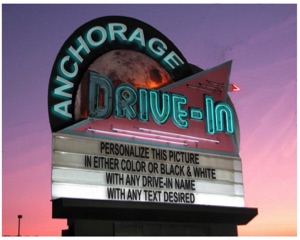 ANCHORAGE
DRIVE-IN
PERSONALIZE THIS PICTURE
IN EITHER COLOR OR BLACK & WHITE
WITH ANY DRIVE-IN NAME
WITH ANY TEXT DESIRED